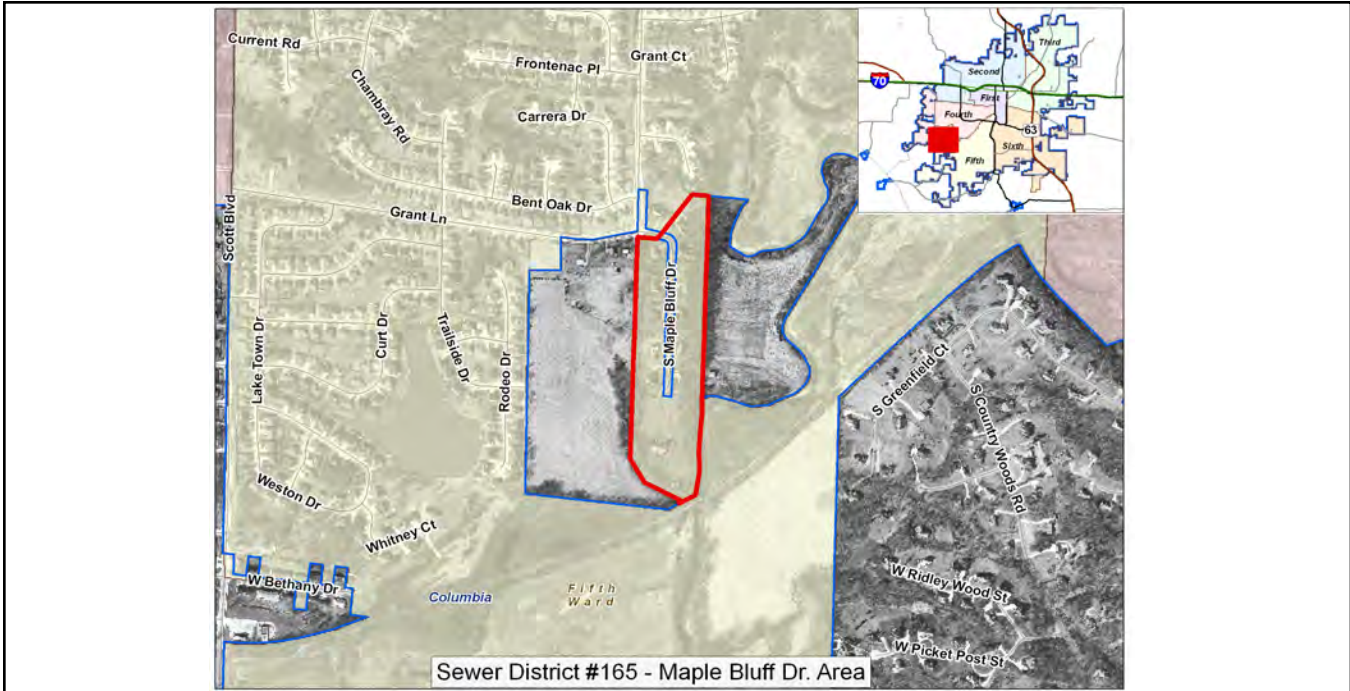 Current Rd
Grant Ct
Frontenac Pl
Chambray Rd
Carrera Dr
Bent Oak Dr
Grant Ln
Scott Blvd
S Maple Bluff Dr
Lake Town Dr
Curt Dr
Trailside Dr
Rodeo Dr
S Greenfield Ct
S Country Woods Rd
Weston Dr
Whitney Ct
W Bethany Dr
Columbia
Fifth
Ward
W Ridley Wood St
W Picket Post St
Third
Second
70
First
Fourth
63
Sixth
Fifth
Sewer District #165 - Maple Bluff Dr. Area